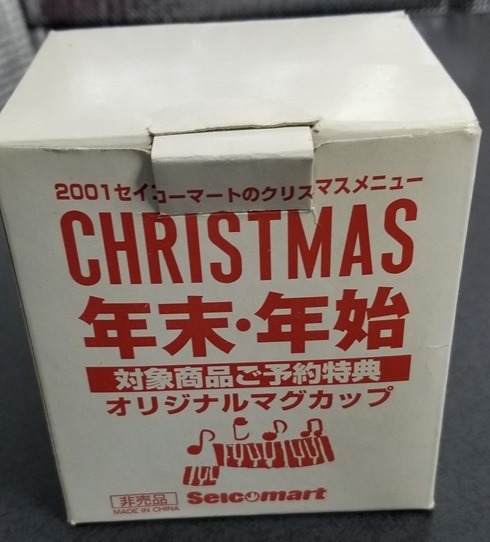 2001セイコーマートのクリスマスメニュー
CHRISTMAS
年末・年始
対象商品ご予約特典
オリジナルマグカップ
非売品
MADE IN CHINA
Seicomart